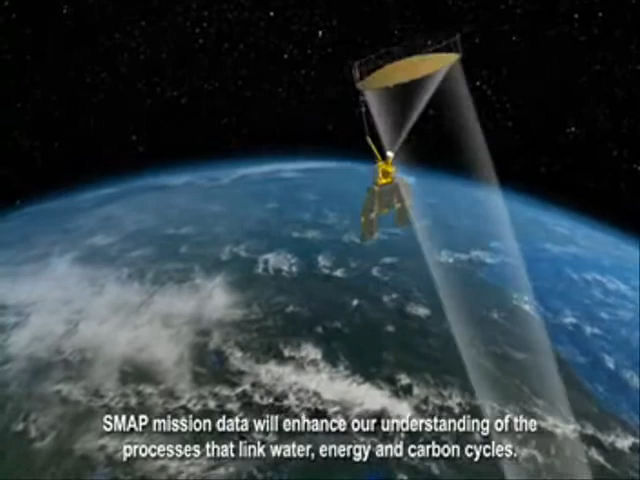 SMAP mission data will enhance our understanding of the
processes that link water, energy and carbon cycles.